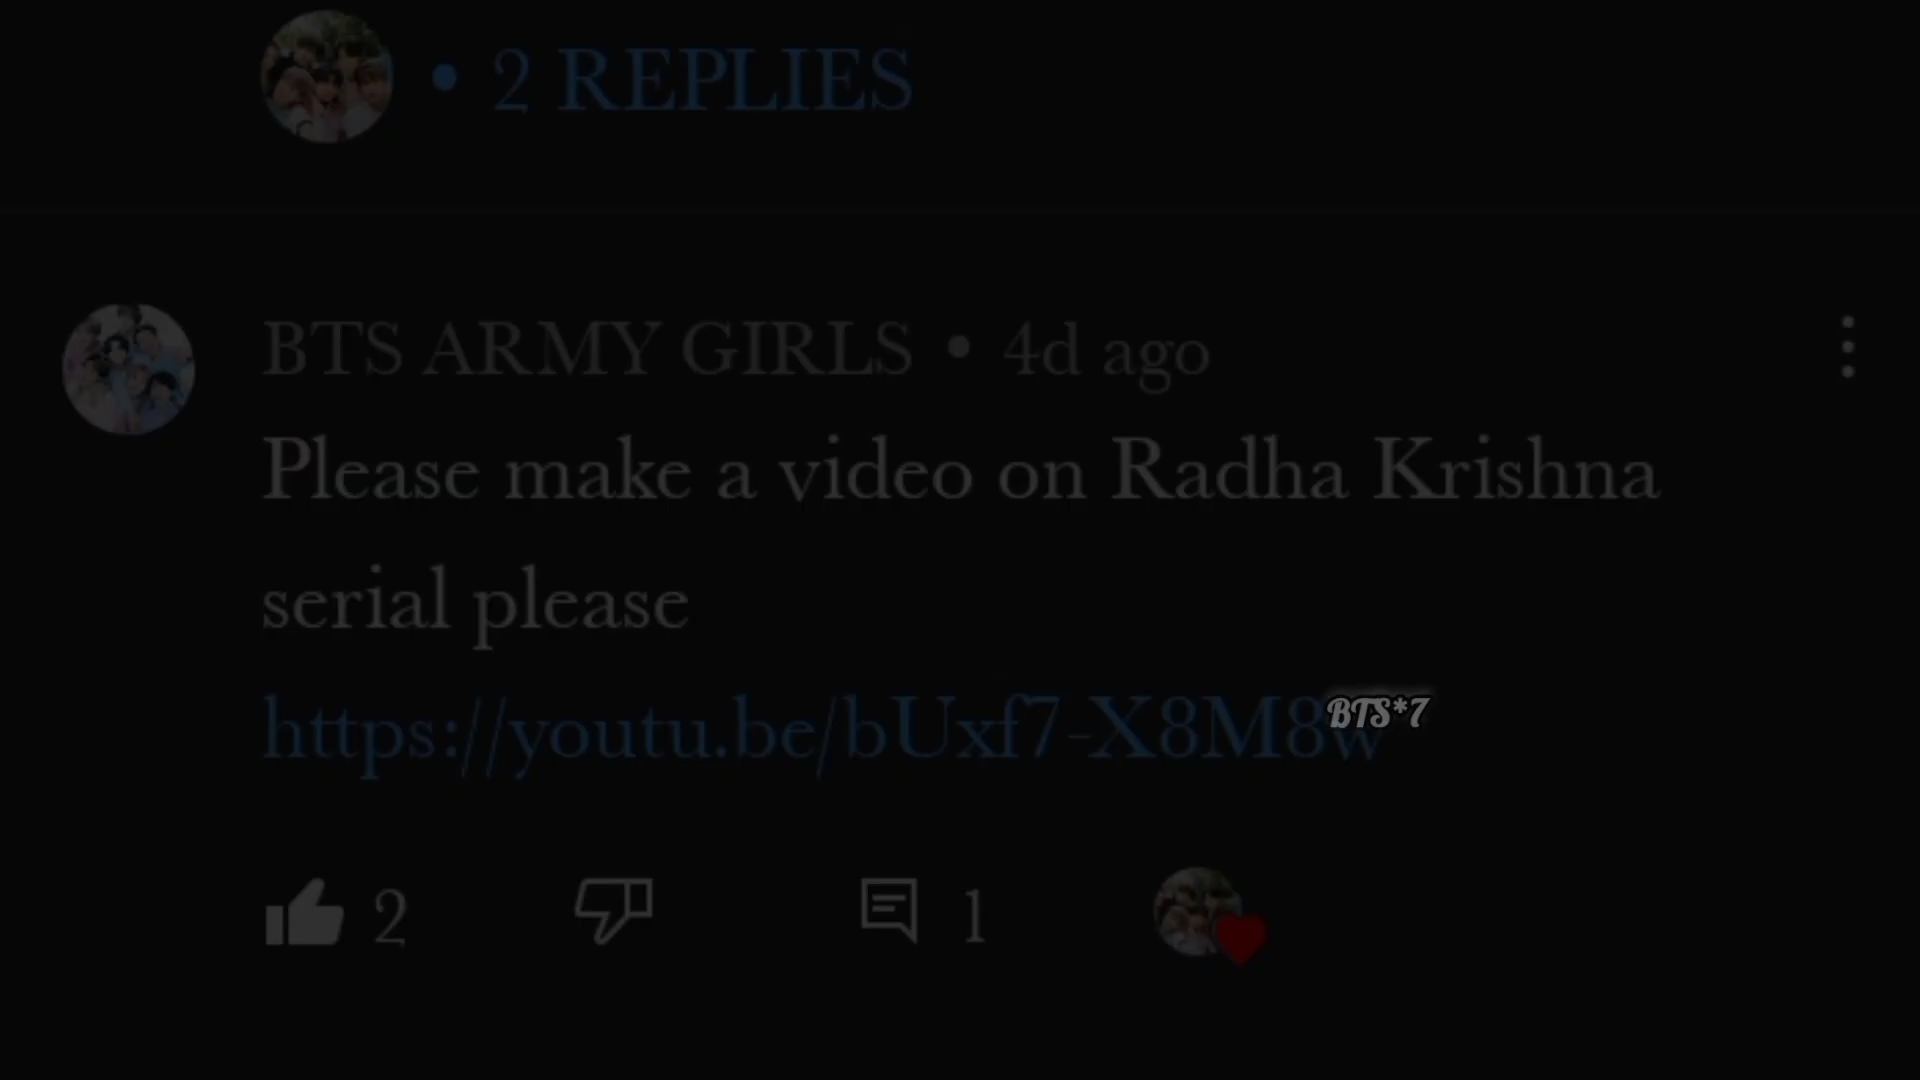 • 2 REPLIES
BTS ARMY GIRLS • 4d ago
Please make a video on Radha Krishna
serial please
https://youtu.be/bUxf7-X8M8w
BTS*7
2
1